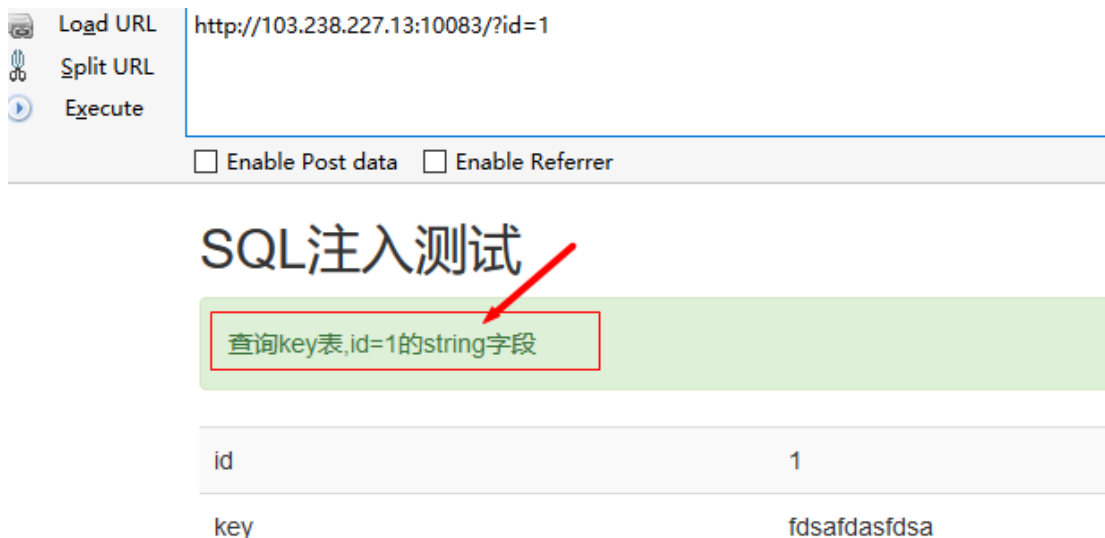 Load URL
http://103.238.227.13:10083/?id=1
Split URL
Execute
Enable Post data Enable Referrer
SQL注入测试
查询key表,id=1的string字段
id 1
key fdsafdasfdsa